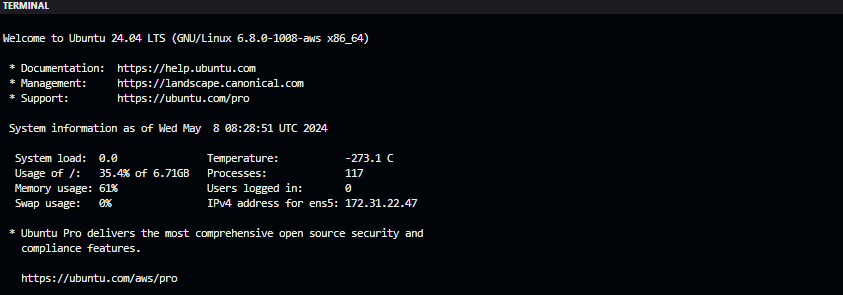 TERMINAL
Welcome to Ubuntu 24.04 LTS (GNU/Linux 6.8.0-1008-aws x86_64)
* Documentation:  https://help.ubuntu.com
* Management:     https://landscape.canonical.com
* Support:        https://ubuntu.com/pro
System information as of Wed May  8 08:28:51 UTC 2024
System load:  0.0               Temperature:           -273.1 C
Usage of /:   35.4% of 6.71GB   Processes:             117
Memory usage: 61%               Users logged in:       0
Swap usage:   0%                IPv4 address for ens5: 172.31.22.47
* Ubuntu Pro delivers the most comprehensive open source security and
compliance features.
https://ubuntu.com/aws/pro